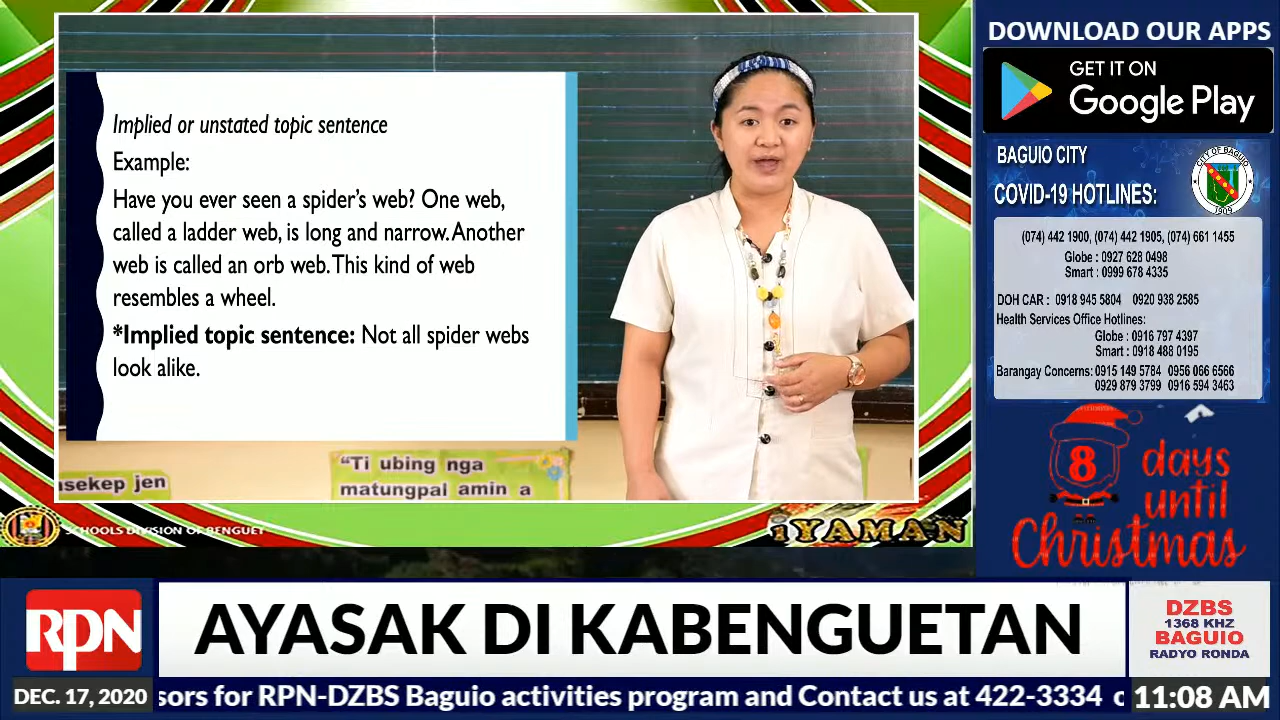 Implied or unstated topic sentence
Example:
Have you ever seen a spider's web? One web,
called a ladder web, is long and narrow. Another
web is called an orb web. This kind of web
resembles a wheel.
*Implied topic sentence: Not all spider webs
look alike.
jen
“Ti ubing nga
matungpal amin a
SCHOOLS DIVISION OF BENGUET
iYAMAN
DOWNLOAD OUR APPS
GET IT ON
Google Play
BAGUIO CITY
COVID-19 HOTLINES:
(074) 442 1900, (074) 442 1905, (074) 661 1455
Globe : 0927 628 0498
Smart : 0999 678 4335
DOH CAR : 0918 945 5804 0920 938 2585
Health Services Office Hotlines:
Globe : 0916 797 4397
Smart : 0918 488 0195
Barangay Concerns: 0915 149 5784 0956 066 6566
0929 879 3799 0916 594 3463
8 days
until
Christmas
RPN
AYASAK DI KABENGUETAN
DZBS
1368 KHZ
BAGUIO
RADYO RONDA
DEC. 17, 2020
sors for RPN-DZBS Baguio activities program and Contact us at 422-3334
11:08 AM